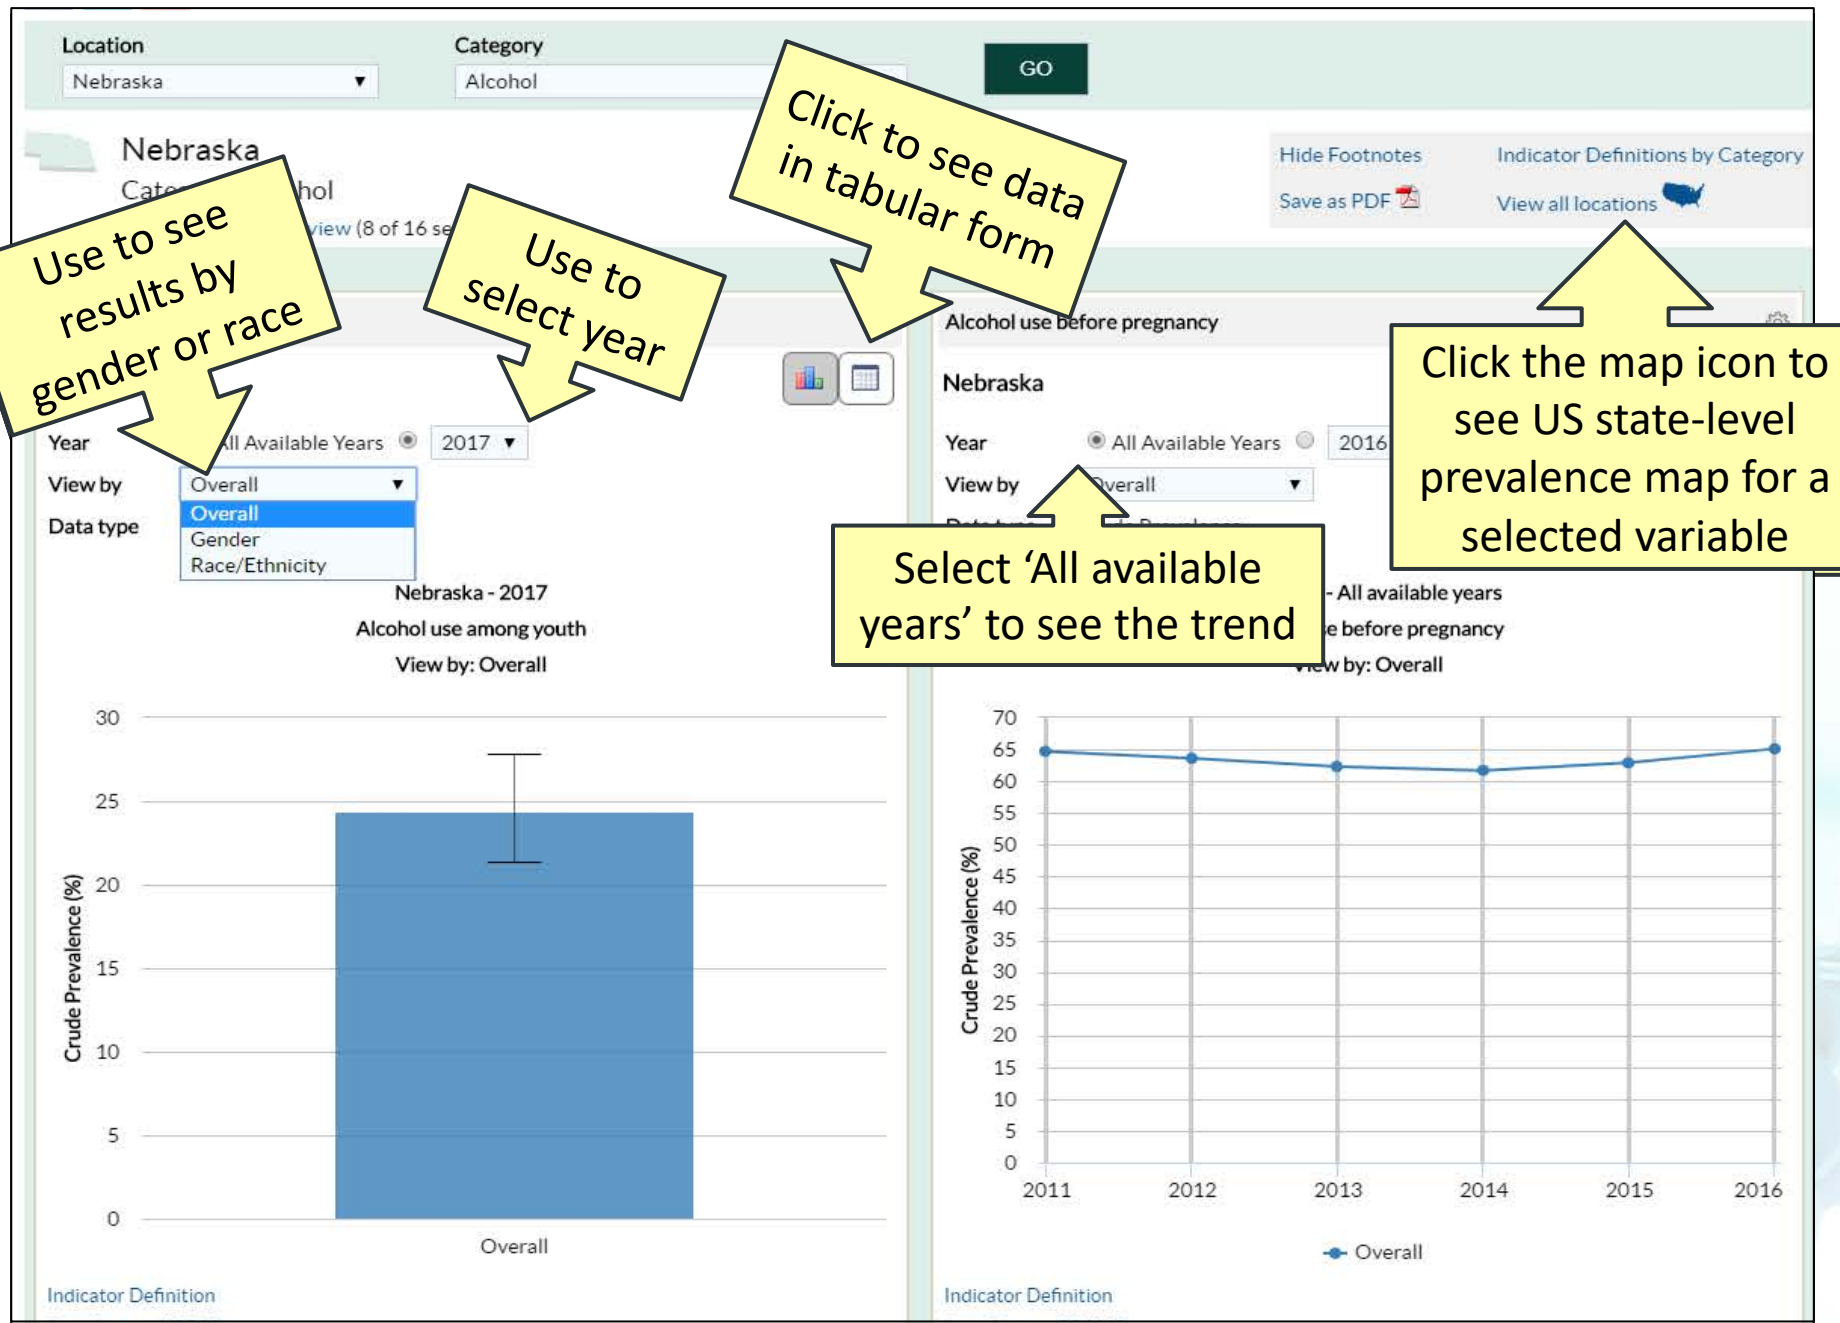 Location
Category
Nebraska
Alcohol
GO
Nebraska
hol
view (8 of 16 se
Hide Footnotes
Indicator Definitions by Category
Save as PDF
View all locations
Use to see
results by
gender or race
Use to
select year
Click to see data
in tabular form
Click the map icon to
see US state-level
prevalence map for a
selected variable
Year
All Available Years
2017
View by
Overall
Overall
Gender
Race/Ethnicity
Data type
Nebraska - 2017
Alcohol use among youth
View by: Overall
30
25
20
15
10
5
0
Crude Prevalence (%)
Overall
Indicator Definition
Alcohol use before pregnancy
Nebraska
Year
All Available Years
2016
View by
Overall
Select ‘All available
years’ to see the trend
- All available years
e before pregnancy
View by: Overall
70
65
60
55
50
45
40
35
30
25
20
15
10
5
0
Crude Prevalence (%)
2011
2012
2013
2014
2015
2016
Overall
Indicator Definition